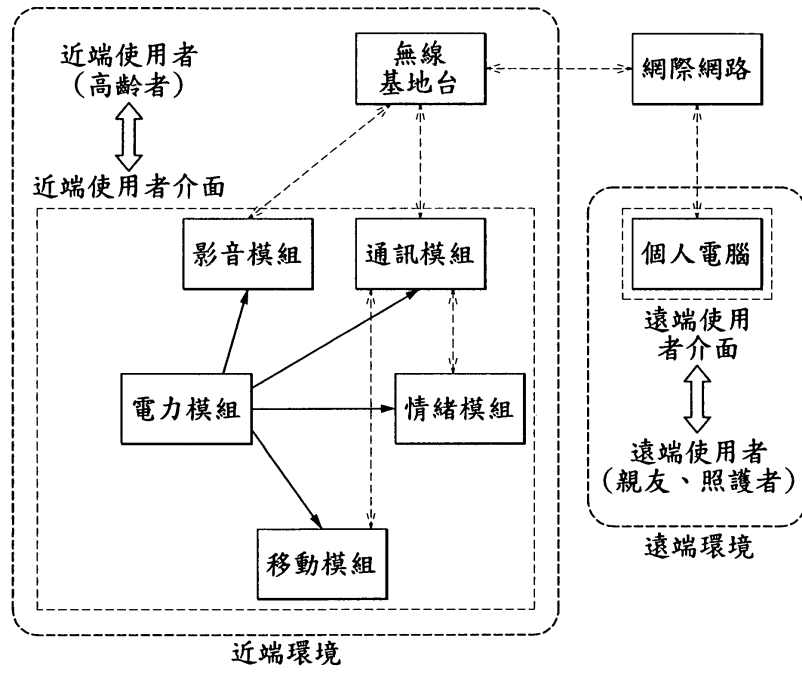 近端使用者
(高齡者)
無線
基地台
網際網路
近端使用者介面
影音模組
通訊模組
個人電腦
遠端使用
者介面
電力模組
情緒模組
遠端使用者
(親友、照護者)
移動模組
遠端環境
近端環境